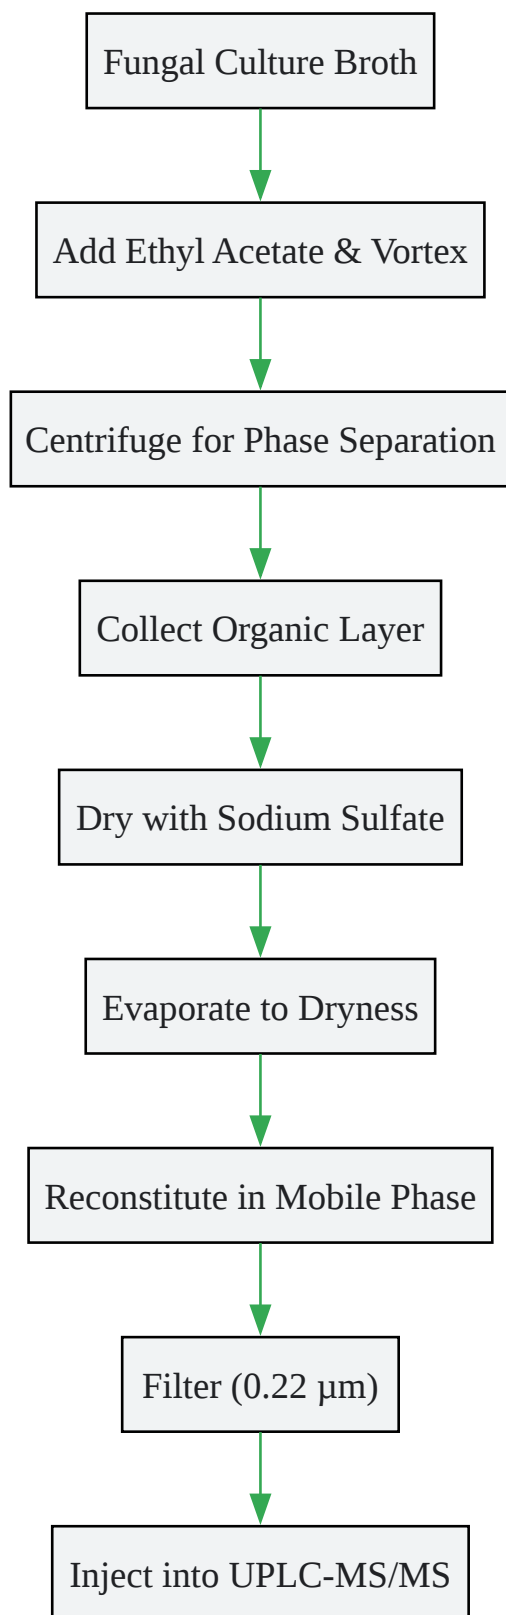 Fungal Culture Broth
Add Ethyl Acetate & Vortex
Centrifuge for Phase Separation
Collect Organic Layer
Dry with Sodium Sulfate
Evaporate to Dryness
Reconstitute in Mobile Phase
Filter (0.22 µm)
Inject into UPLC-MS/MS